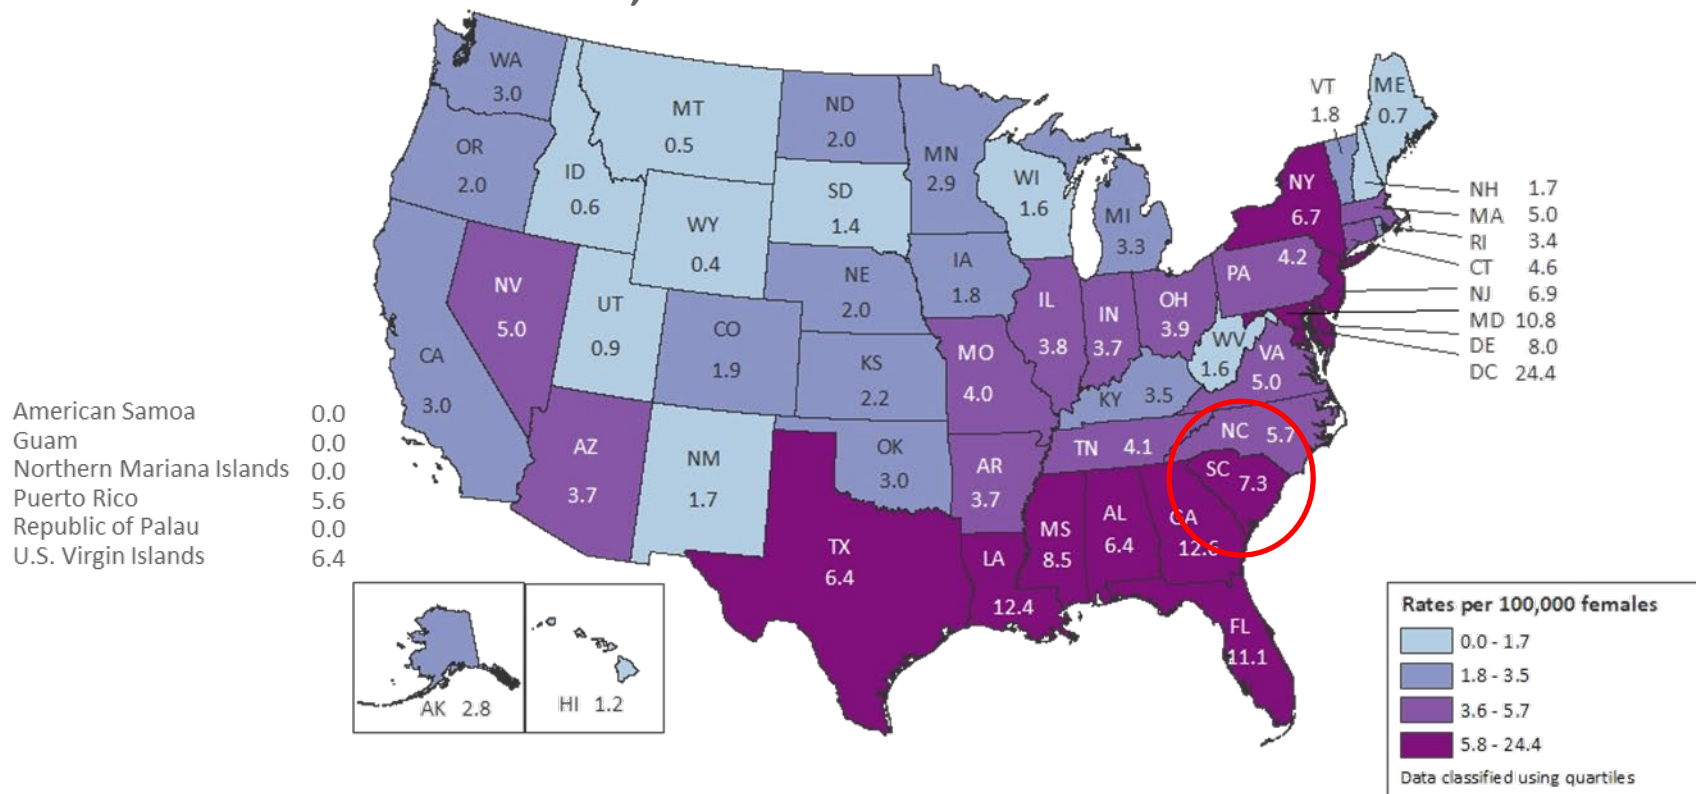 WA
3.0
OR
2.0
CA
3.0
NV
5.0
ID
0.6
MT
0.5
WY
0.4
UT
0.9
CO
1.9
AZ
3.7
NM
1.7
ND
2.0
SD
1.4
NE
2.0
KS
2.2
OK
3.0
TX
6.4
MN
2.9
IA
1.8
MO
4.0
AR
3.7
LA
12.4
WI
1.6
IL
3.8
MI
3.3
IN
3.7
OH
3.9
KY 3.5
TN 4.1
MS
8.5
AL
6.4
GA
12.6
FL
11.1
SC
7.3
NC 5.7
VA
5.0
WV
1.6
PA 4.2
NY
6.7
VT
1.8
ME
0.7
NH 1.7
MA 5.0
RI 3.4
CT 4.6
NJ 6.9
MD 10.8
DE 8.0
DC 24.4
American Samoa 0.0
Guam 0.0
Northern Mariana Islands 0.0
Puerto Rico 5.6
Republic of Palau 0.0
U.S. Virgin Islands 6.4
AK 2.8
HI 1.2
Rates per 100,000 females
0.0 - 1.7
1.8 - 3.5
3.6 - 5.7
5.8 - 24.4
Data classified using quartiles